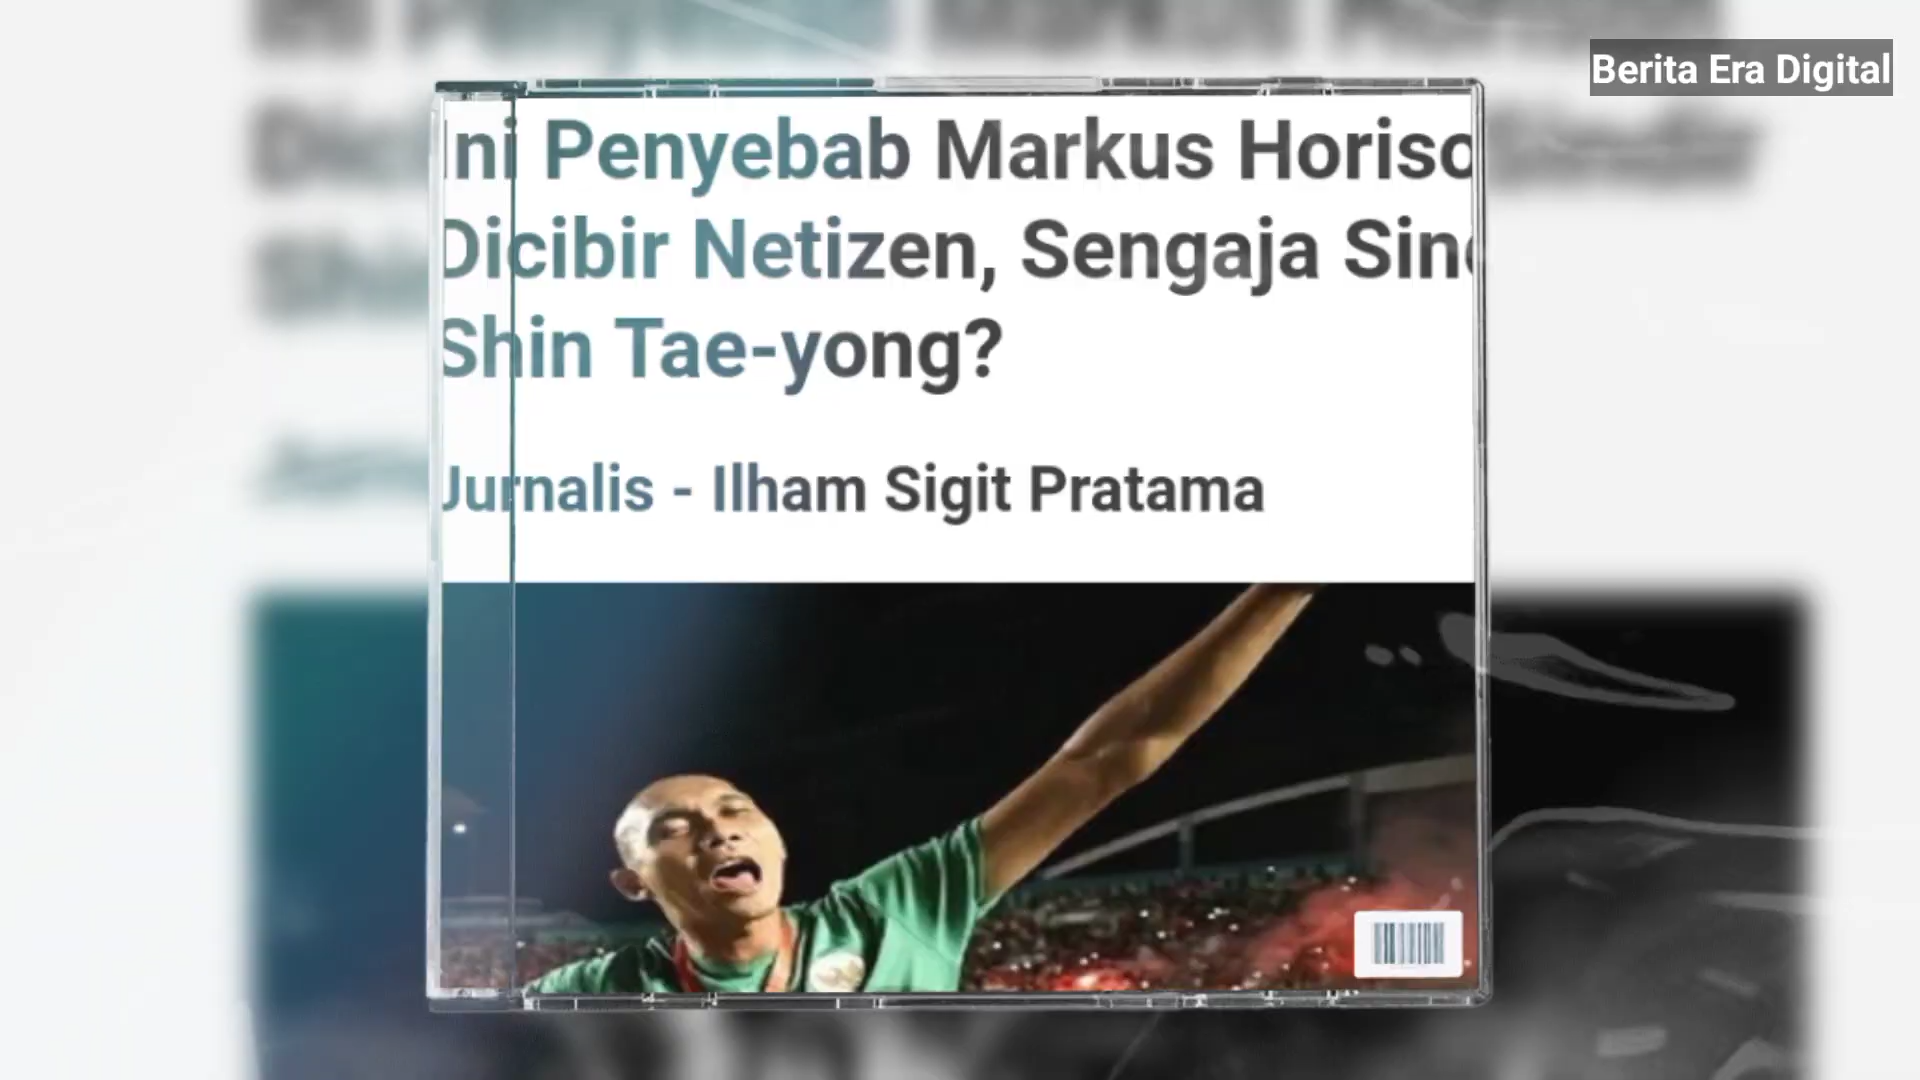 Berita Era Digital
Ini Penyebab Markus Horiso
Dicibir Netizen, Sengaja Sin
Shin Tae-yong?
Jurnalis - Ilham Sigit Pratama